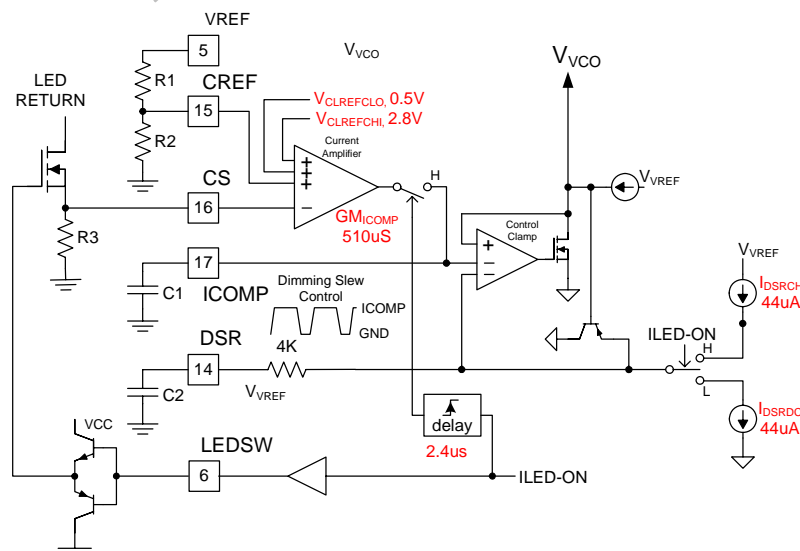 VREF
5
R1
CREF
15
R2
LED
RETURN
CS
16
R3
VVCO
VCLREFCLO, 0.5V
VCLREFCHI, 2.8V
Current
Amplifier
+
+
+
−
H
GMICOMP
510uS
VVCO
VVREF
Control
Clamp
+
−
−
17
ICOMP
C1
Dimming Slew
Control
ICOMP
GND
DSR
14
4K
VVREF
C2
VVREF
IDSRCH
44uA
ILED-ON
H
L
IDSRDC
44uA
delay
2.4us
VCC
LEDSW
6
ILED-ON